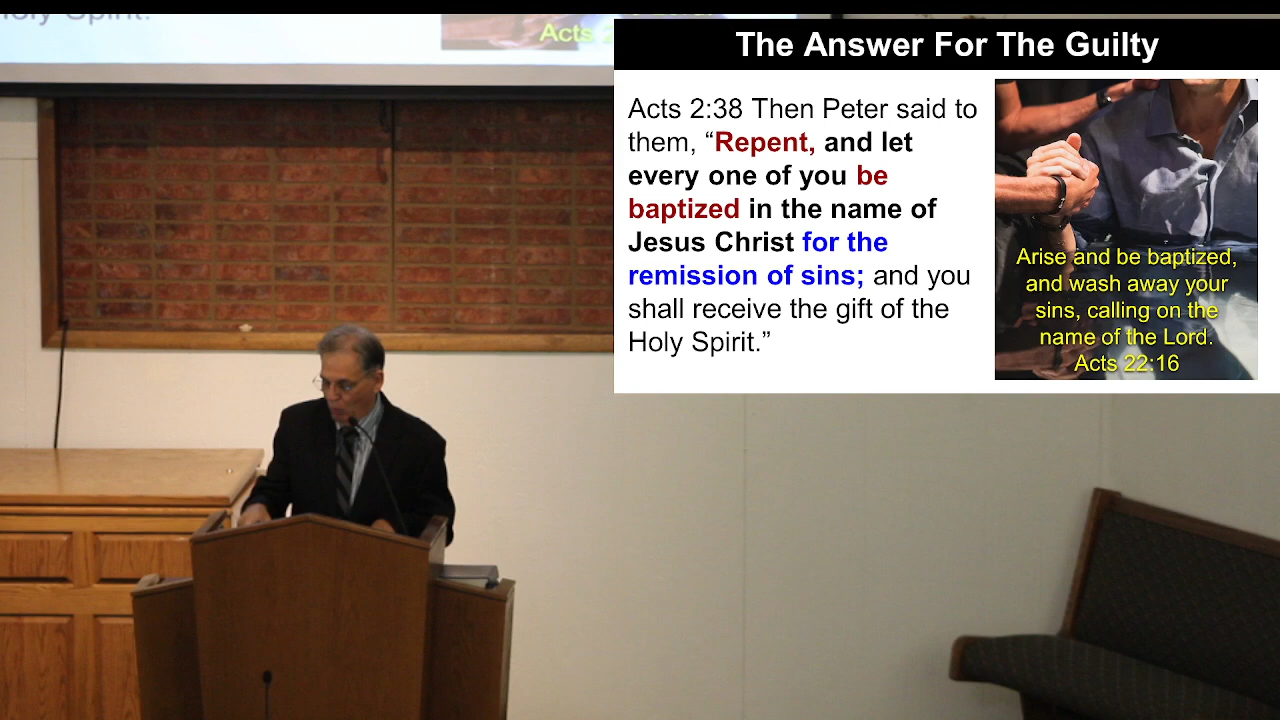 Holy Spirit.”
Acts 2
The Answer For The Guilty
Acts 2:38 Then Peter said to
them, “Repent, and let
every one of you be
baptized in the name of
Jesus Christ for the
remission of sins; and you
shall receive the gift of the
Holy Spirit.”
Arise and be baptized,
and wash away your
sins, calling on the
name of the Lord.
Acts 22:16